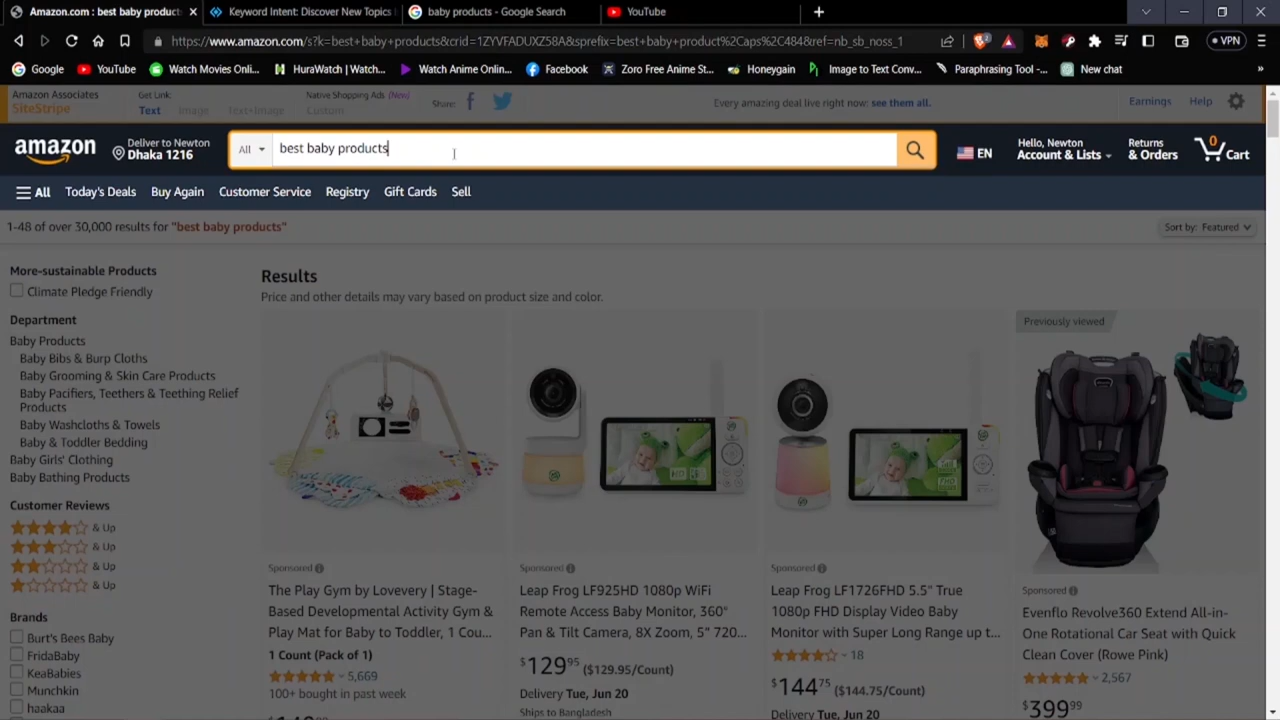 Amazon.com : best baby product:
Keyword Intent: Discover New Topics
baby products - Google Search
YouTube
https://www.amazon.com/s?k=best+baby+products&crid=1ZYVFADUXZ58A&sprefix=best+baby+product%2Caps%2C484&ref=nb_sb_noss_1
VPN
Google
YouTube
Watch Movies Onli...
HuraWatch | Watch...
Watch Anime Onlin...
Facebook
Zoro Free Anime St...
Honeygain
Image to Text Conv...
Paraphrasing Tool -...
New chat
»
Amazon Associates
SiteStripe
Get Link:
Text
Image
Text+Image
Native Shopping Ads (New)
Custom
Share:
Every amazing deal live right now: see them all.
Earnings
Help
amazon
Deliver to Newton
Dhaka 1216
All
best baby products
EN
Hello, Newton
Account & Lists
Returns
& Orders
0
Cart
All
Today's Deals
Buy Again
Customer Service
Registry
Gift Cards
Sell
1-48 of over 30,000 results for "best baby products"
Sort by: Featured
More-sustainable Products
Climate Pledge Friendly
Department
Baby Products
Baby Bibs & Burp Cloths
Baby Grooming & Skin Care Products
Baby Pacifiers, Teethers & Teething Relief
Products
Baby Washcloths & Towels
Baby & Toddler Bedding
Baby Girls' Clothing
Baby Bathing Products
Customer Reviews
& Up
& Up
& Up
& Up
Brands
Burt's Bees Baby
FridaBaby
KeaBabies
Munchkin
haakaa
Results
Price and other details may vary based on product size and color.
Sponsored
The Play Gym by Lovevery | Stage-
Based Developmental Activity Gym &
Play Mat for Baby to Toddler, 1 Cou...
1 Count (Pack of 1)
5,669
100+ bought in past week
Sponsored
Leap Frog LF925HD 1080p WiFi
Remote Access Baby Monitor, 360°
Pan & Tilt Camera, 8X Zoom, 5" 720...
$12995 ($129.95/Count)
Delivery Tue, Jun 20
Ships to Bangladesh
Sponsored
Leap Frog LF1726FHD 5.5" True
1080p FHD Display Video Baby
Monitor with Super Long Range up t...
18
$14475 ($144.75/Count)
Delivery Tue, Jun 20
Previously viewed
Sponsored
Evenflo Revolve360 Extend All-in-
One Rotational Car Seat with Quick
Clean Cover (Rowe Pink)
2,567
$39999